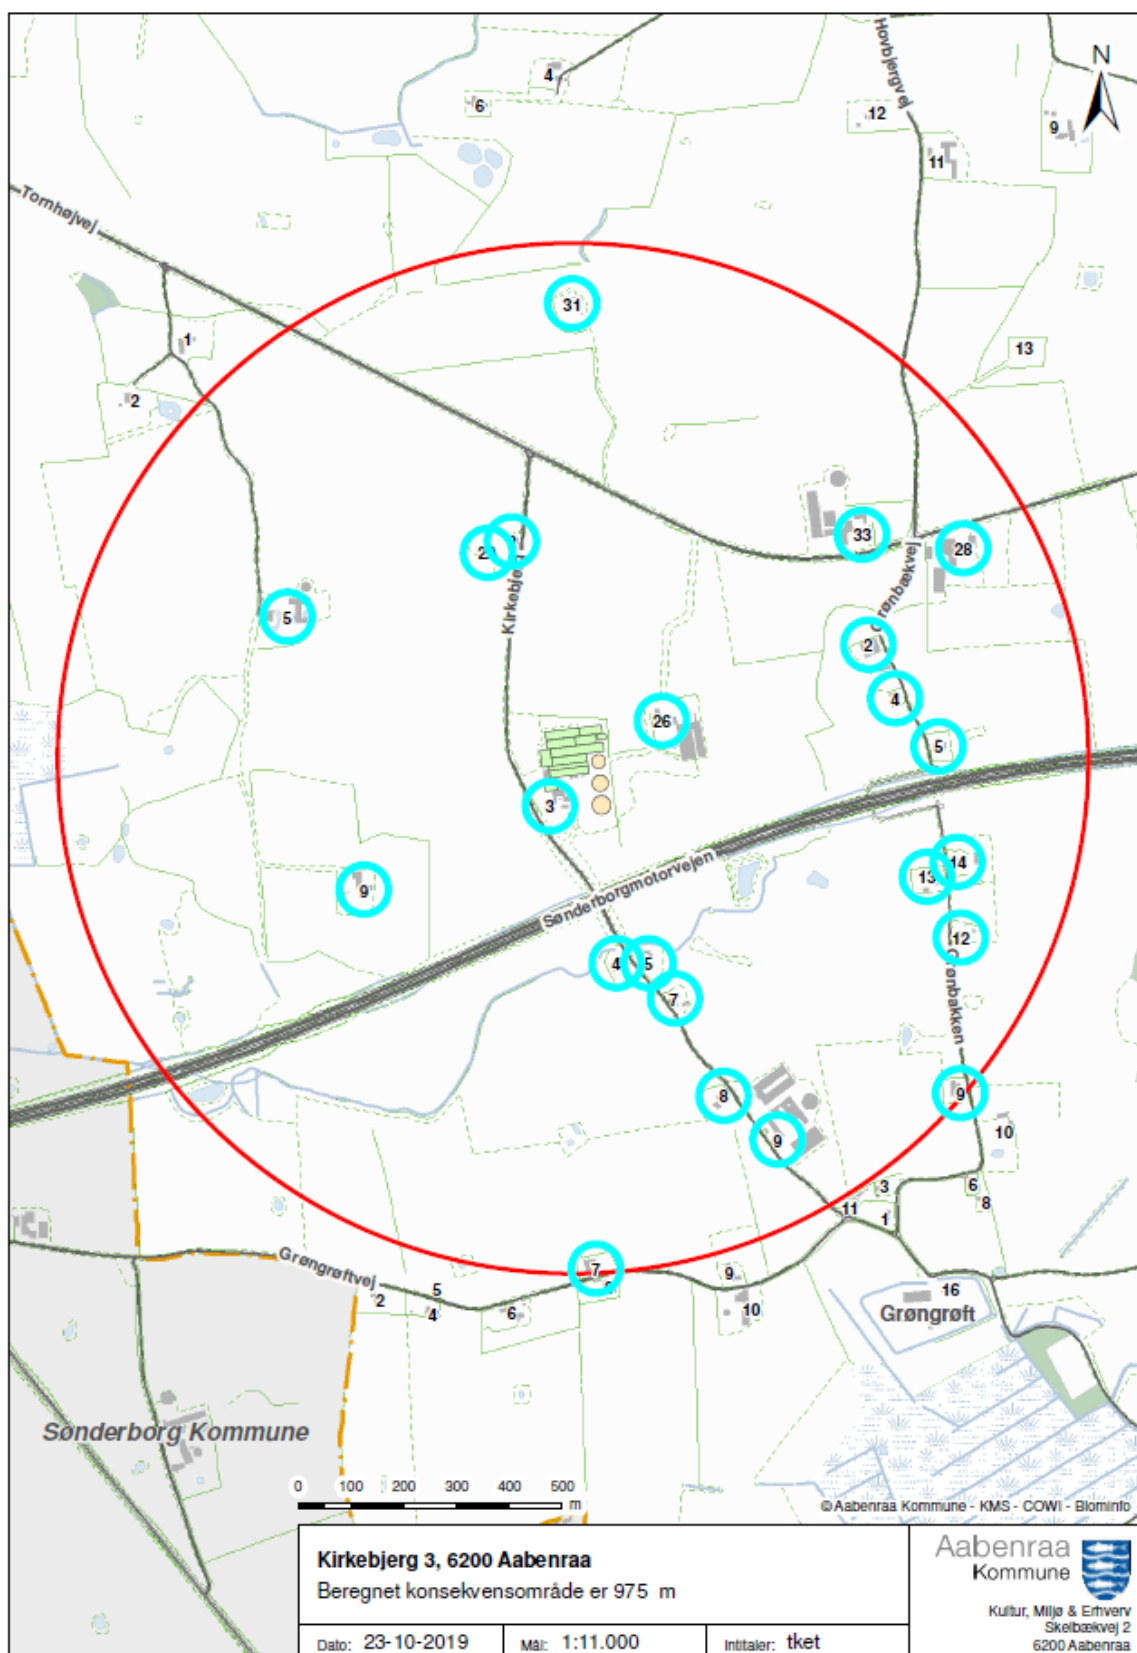 Hovbjergvej
N
4
6
12
9
11
Tornhøjvej
31
1
13
2
33
28
Grønbækvej
5
Kirkebjerg
2
4
26
5
3
14
13
9
Sønderborgmotorvejen
12
4
5
7
Grønbakken
8
9
9
10
3
6
8
11
1
7
Grøngrøftvej
9
5
2
4
6
10
16
Grøngrøft
Sønderborg Kommune
0 100 200 300 400 500 m
©Aabenraa Kommune - KMS - COWI - Blominfo
Kirkebjerg 3, 6200 Aabenraa
Beregnet konsekvensområde er 975 m
Aabenraa
Kommune
Kultur, Miljø & Erhverv
Skelbækvej 2
6200 Aabenraa
Dato: 23-10-2019
Mål: 1:11.000
Intitaler: tket